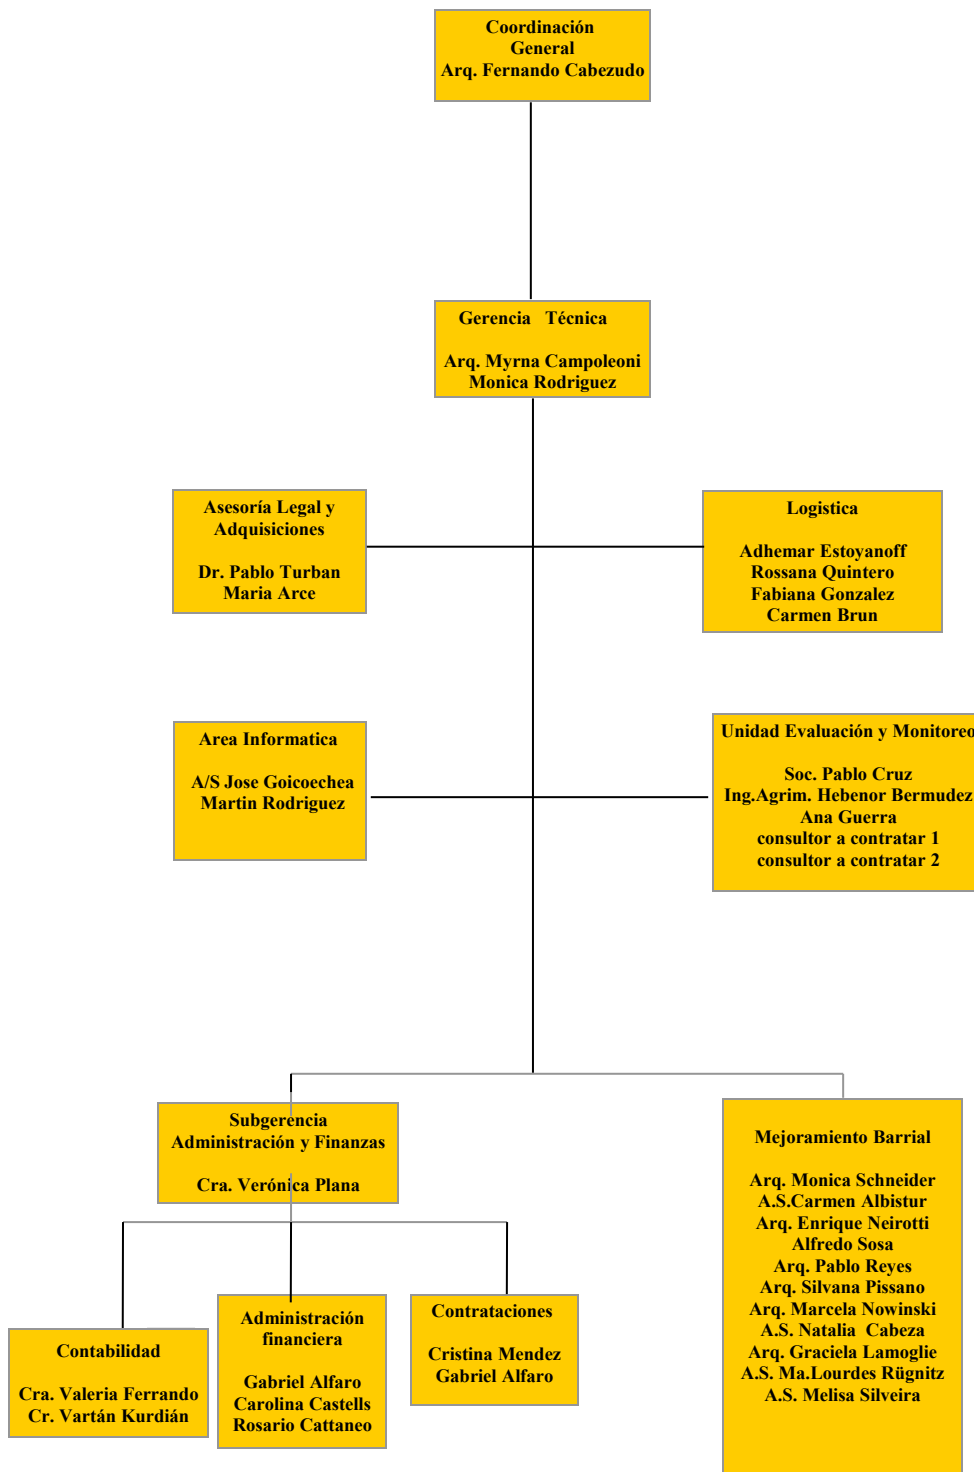 Coordinación
General
Arq. Fernando Cabezudo
Gerencia Técnica
Arq. Myrna Campoleoni
Monica Rodriguez
Asesoría Legal y
Adquisiciones
Dr. Pablo Turban
Maria Arce
Logistica
Adhemar Estoyanoff
Rossana Quintero
Fabiana Gonzalez
Carmen Brun
Area Informatica
A/S Jose Goicoechea
Martin Rodriguez
Unidad Evaluación y Monitoreo
Soc. Pablo Cruz
Ing.Agrim. Hebenor Bermudez
Ana Guerra
consultor a contratar 1
consultor a contratar 2
Subgerencia
Administración y Finanzas
Cra. Verónica Plana
Mejoramiento Barrial
Arq. Monica Schneider
A.S.Carmen Albistur
Arq. Enrique Neirotti
Alfredo Sosa
Arq. Pablo Reyes
Arq. Silvana Pissano
Arq. Marcela Nowinski
A.S. Natalia Cabeza
Arq. Graciela Lamoglie
A.S. Ma.Lourdes Rügnitz
A.S. Melisa Silveira
Contabilidad
Cra. Valeria Ferrando
Cr. Vartán Kurdián
Administración
financiera
Gabriel Alfaro
Carolina Castells
Rosario Cattaneo
Contrataciones
Cristina Mendez
Gabriel Alfaro